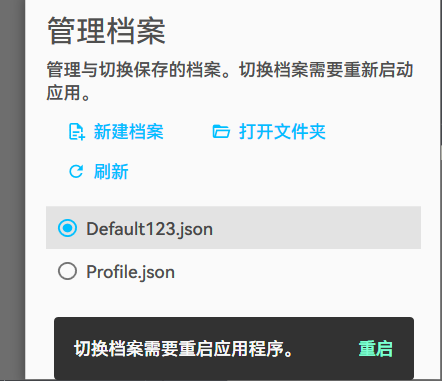 管理档案
管理与切换保存的档案。切换档案需要重新启动
应用。
新建档案 打开文件夹
刷新
Default123.json
Profile.json
切换档案需要重启应用程序。 重启